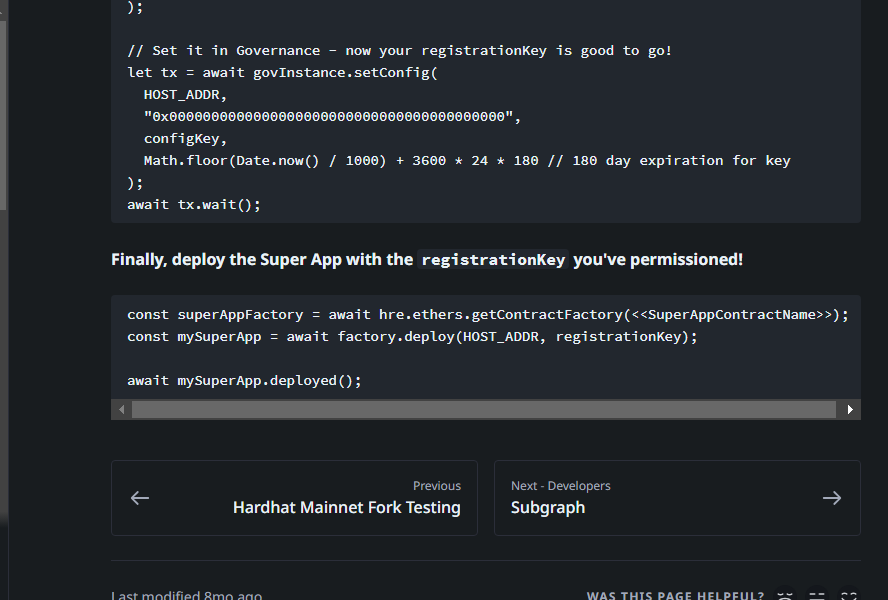 );
// Set it in Governance – now your registrationKey is good to go!
let tx = await govInstance.setConfig(
HOST_ADDR,
"0x0000000000000000000000000000000000000000",
configKey,
Math.floor(Date.now() / 1000) + 3600 * 24 * 180 // 180 day expiration for key
);
await tx.wait();
Finally, deploy the Super App with the registrationKey you've permissioned!
const superAppFactory = await hre.ethers.getContractFactory(<<SuperAppContractName>>);
const mySuperApp = await factory.deploy(HOST_ADDR, registrationKey);
await mySuperApp.deployed();
Previous
Hardhat Mainnet Fork Testing
Next - Developers
Subgraph
Last modified 8mo ago
WAS THIS PAGE HELPFUL?